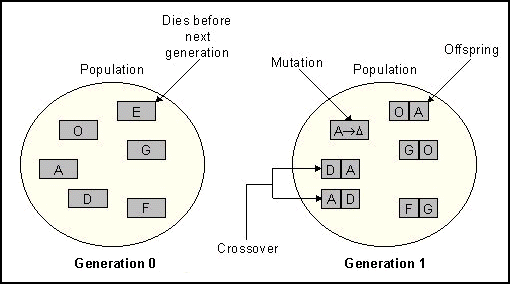 Dies before
next
generation
Population
E
O
G
A
D
F
Generation 0
Mutation
Population
Offspring
A→Δ
O A
G O
D A
A D
F G
Crossover
Generation 1